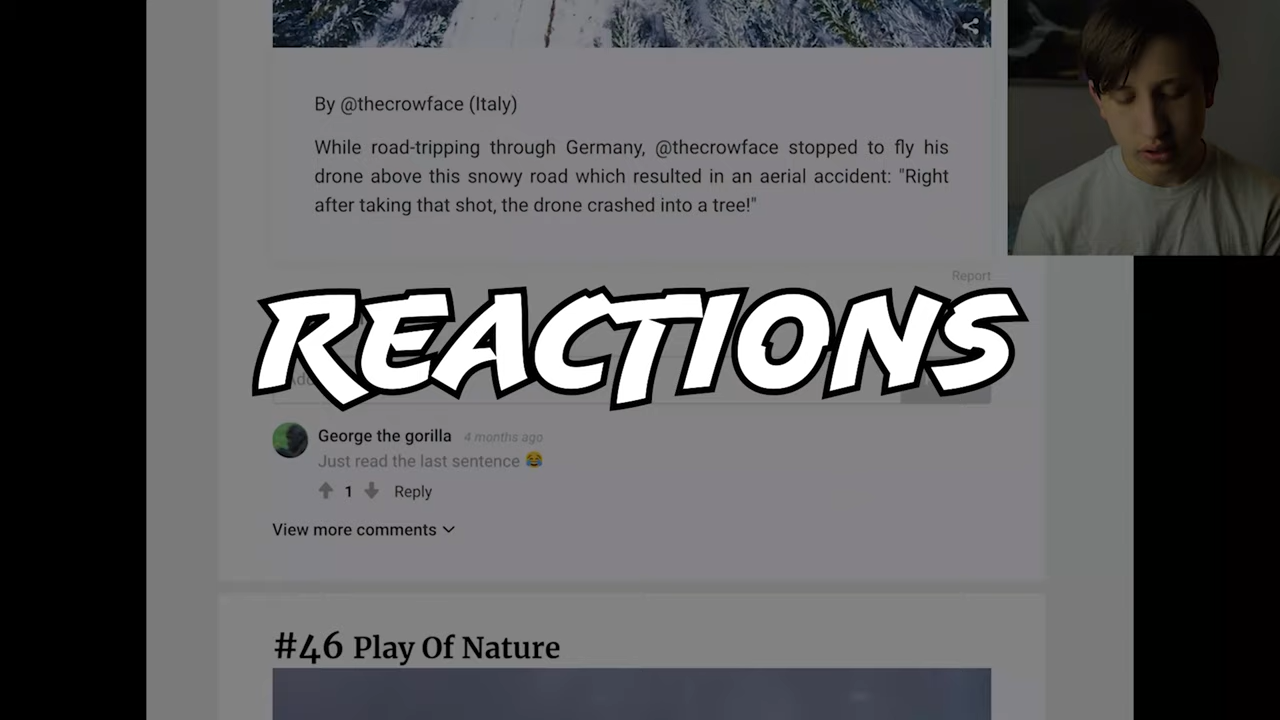 By @thecrowface (Italy)
While road-tripping through Germany, @thecrowface stopped to fly his
drone above this snowy road which resulted in an aerial accident: "Right
after taking that shot, the drone crashed into a tree!"
Report
REACTIONS
George the gorilla 4 months ago
Just read the last sentence 😂
1 Reply
View more comments
#46 Play Of Nature